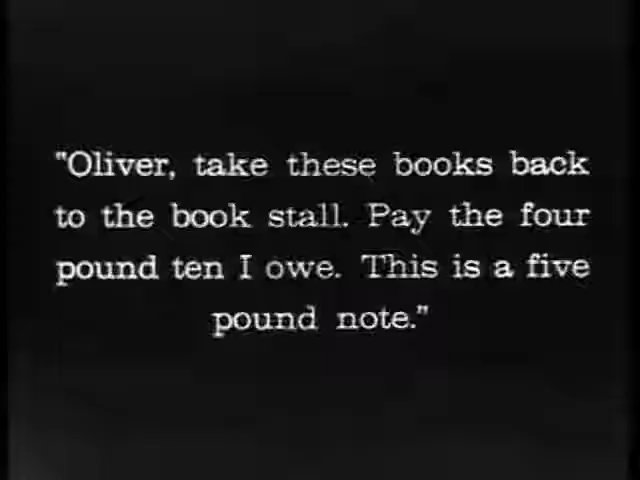 "Oliver, take these books back
to the book stall. Pay the four
pound ten I owe. This is a five
pound note."